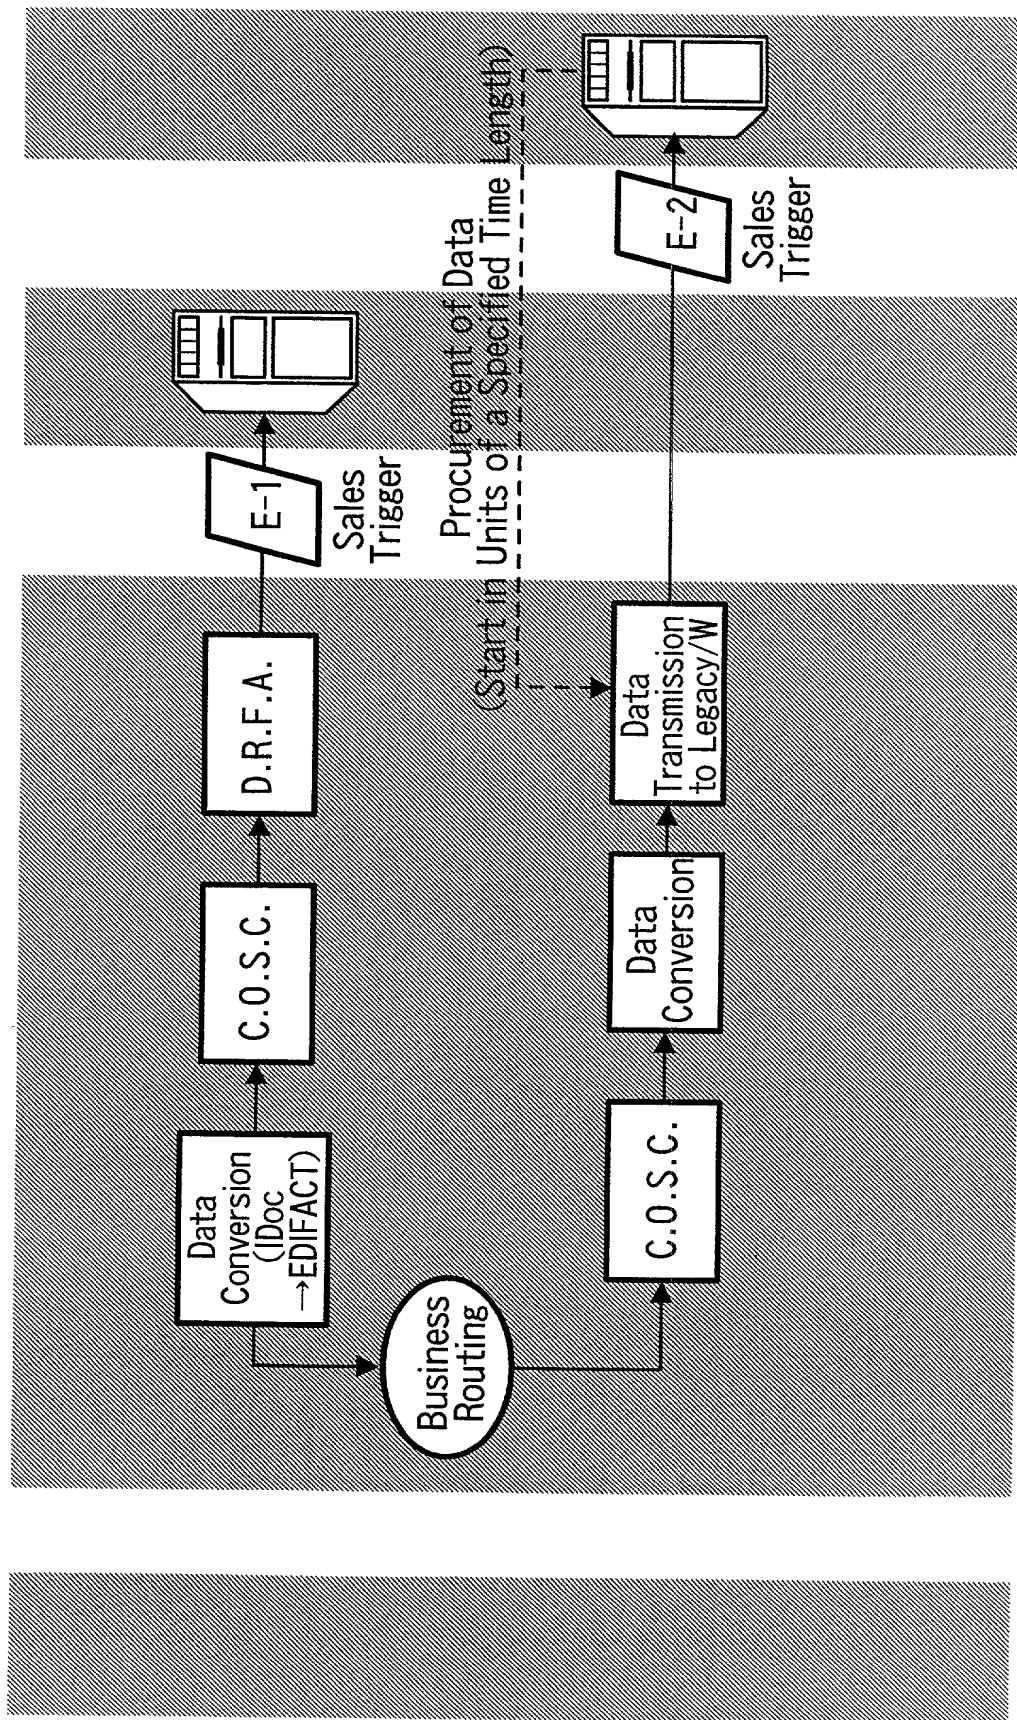 Data
Conversion
(IDoc
→EDIFACT)
C.O.S.C.
D.R.F.A.
E-1
Sales
Trigger
Business
Routing
Procurement of Data
(Start in Units of a Specified Time Length)
C.O.S.C.
Data
Conversion
Data
Transmission
to Legacy/W
E-2
Sales
Trigger